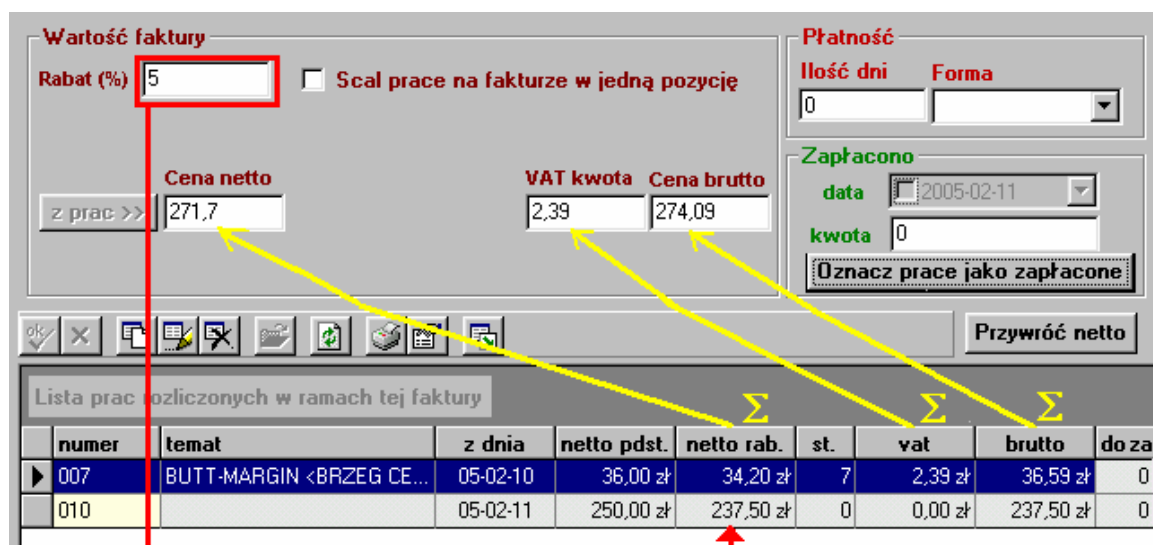 Wartość faktury
Rabat (%) 5 Scal prace na fakturze w jedną pozycję
Cena netto VAT kwota Cena brutto
z prac >> 271,7 2,39 274,09
Płatność
Ilość dni Forma
0
Zapłacono
data 2005-02-11
kwota 0
Oznacz prace jako zapłacone
ok
Przywróć netto
Lista prac rozliczonych w ramach tej faktury
Σ Σ Σ
numer temat z dnia netto pdst. netto rab. st. vat brutto do za
007 BUTT-MARGIN <BRZEG CE... 05-02-10 36,00 zł 34,20 zł 7 2,39 zł 36,59 zł 0
010 05-02-11 250,00 zł 237,50 zł 0 0,00 zł 237,50 zł 0